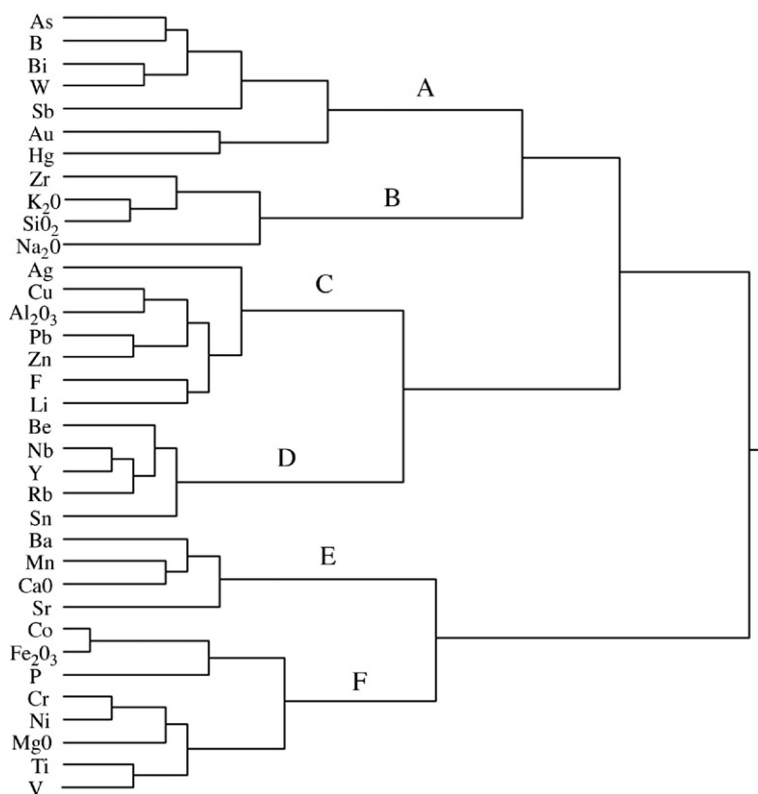 As
B
Bi
W
Sb
Au
Hg
Zr
K₂0
Si0₂
Na₂0
Ag
Cu
Al₂0₃
Pb
Zn
F
Li
Be
Nb
Y
Rb
Sn
Ba
Mn
Ca0
Sr
Co
Fe₂0₃
P
Cr
Ni
Mg0
Ti
V
A
B
C
D
E
F